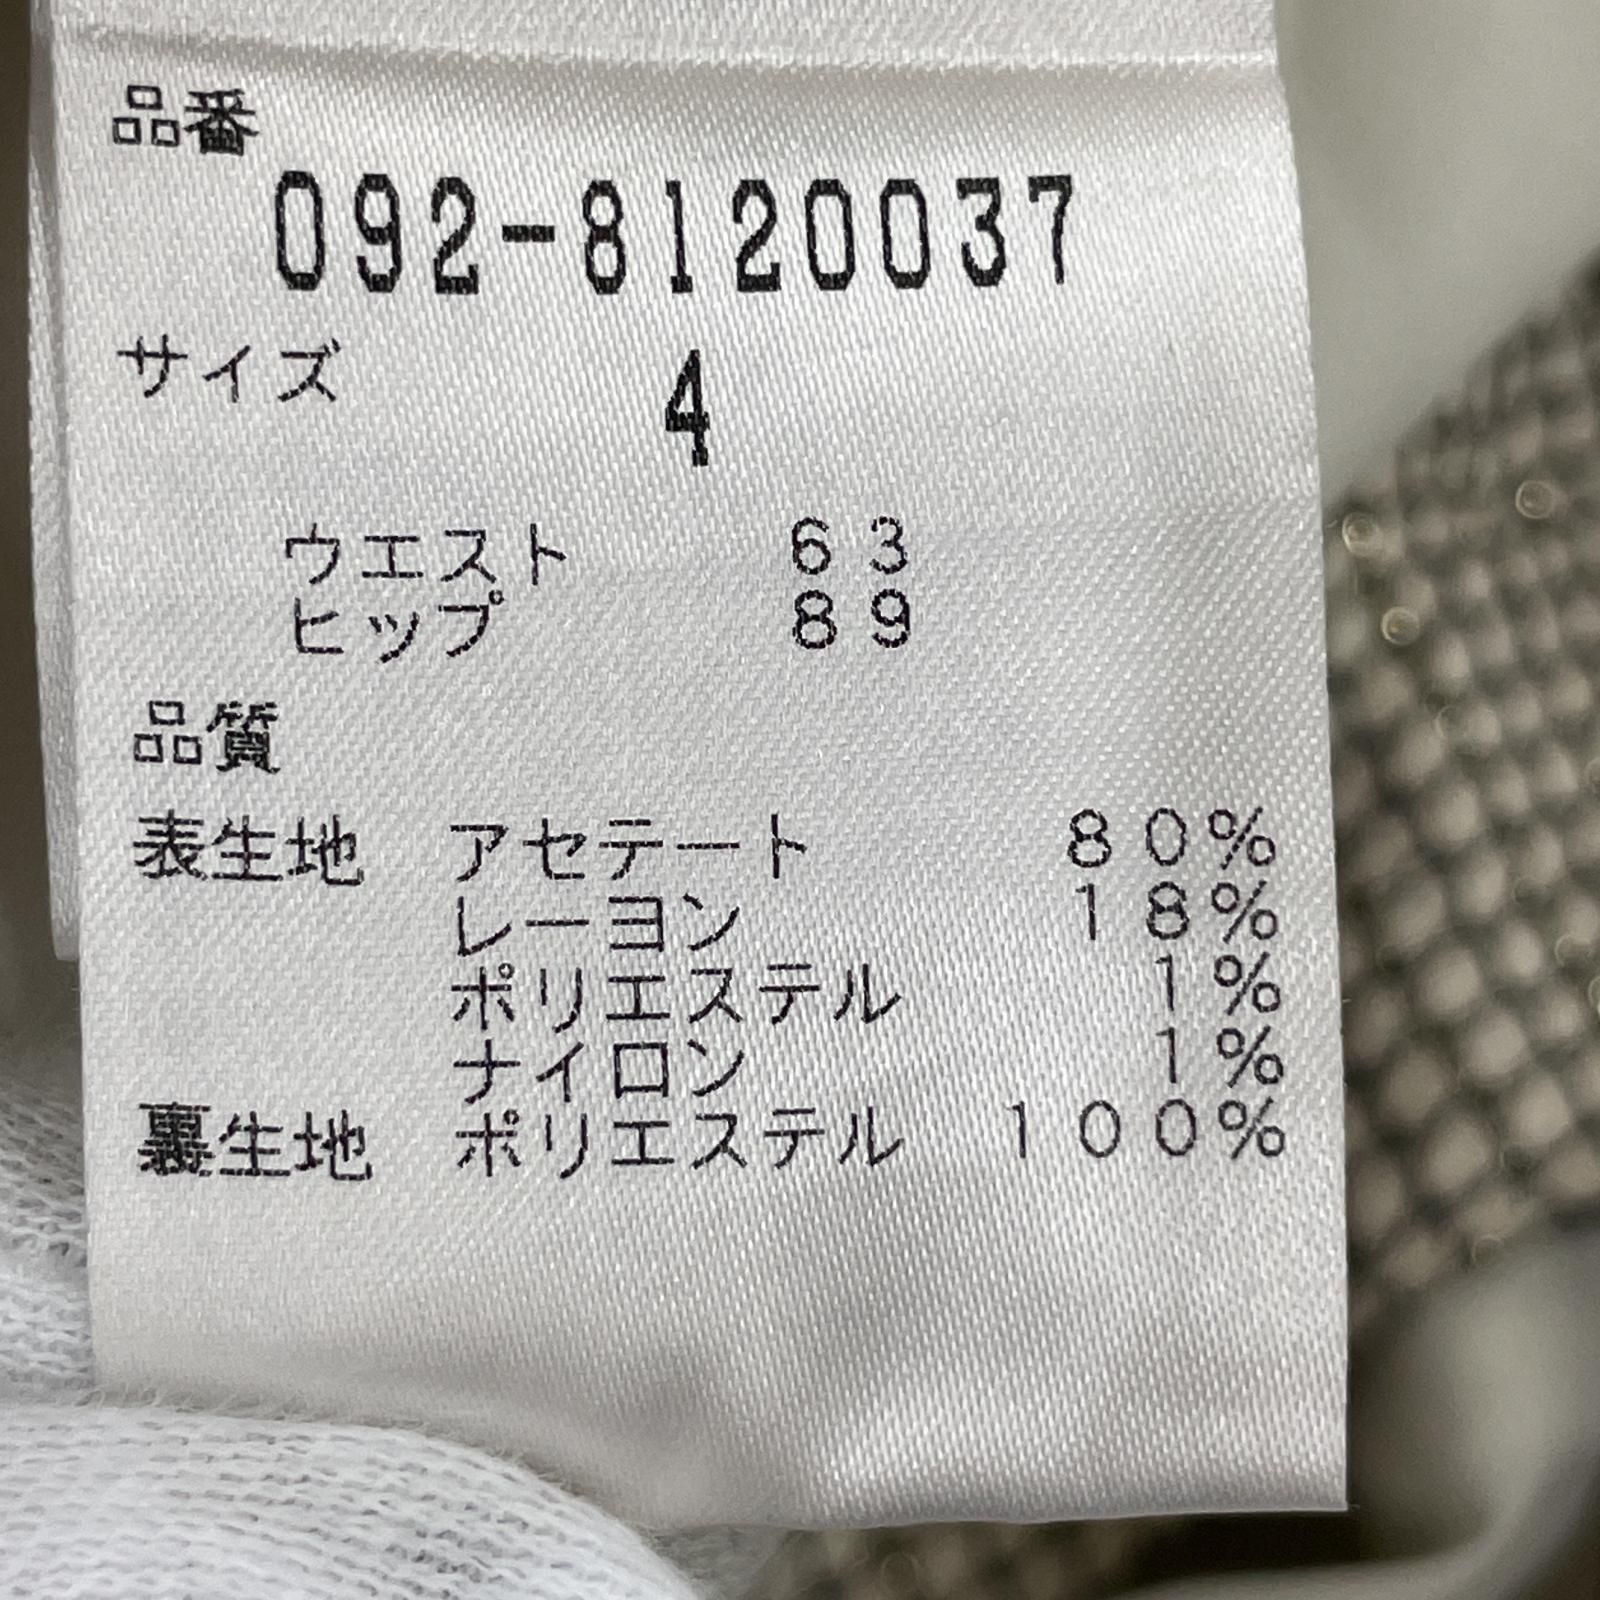 品番
092-8120037
サイズ 4
ウエスト 63
ヒップ 89
品質
表生地 アセテート 80%
レーヨン 18%
ポリエステル 1%
ナイロン 1%
裏生地 ポリエステル 100%